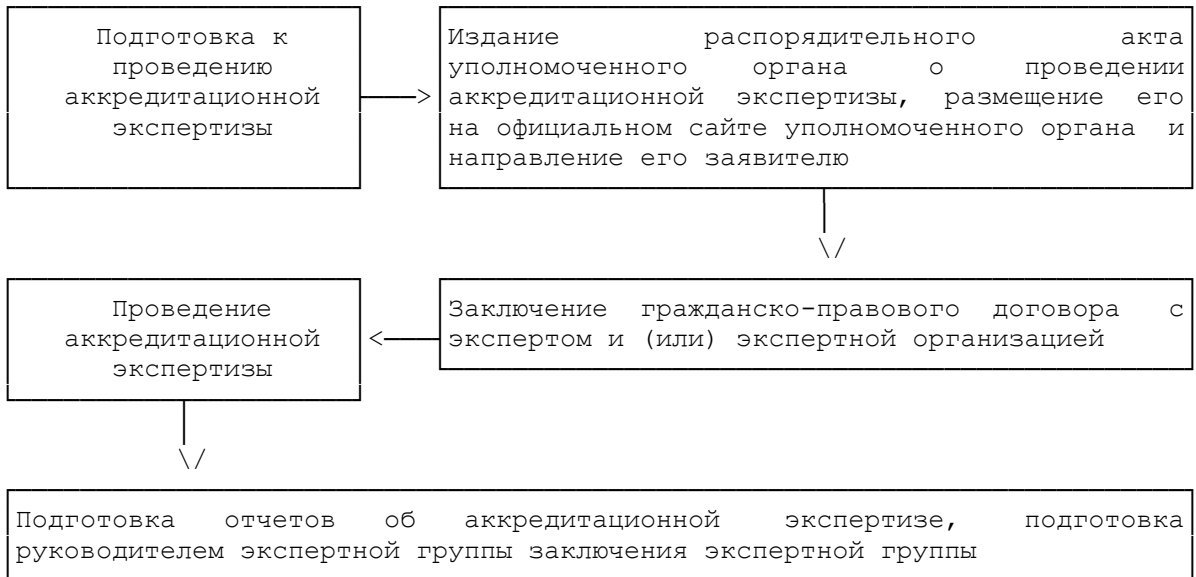 Подготовка к
проведению
аккредитационной
экспертизы
Издание распорядительного акта
уполномоченного органа о проведении
аккредитационной экспертизы, размещение его
на официальном сайте уполномоченного органа и
направление его заявителю
Заключение гражданско-правового договора с
экспертом и (или) экспертной организацией
Проведение
аккредитационной
экспертизы
Подготовка отчетов об аккредитационной экспертизе, подготовка
руководителем экспертной группы заключения экспертной группы